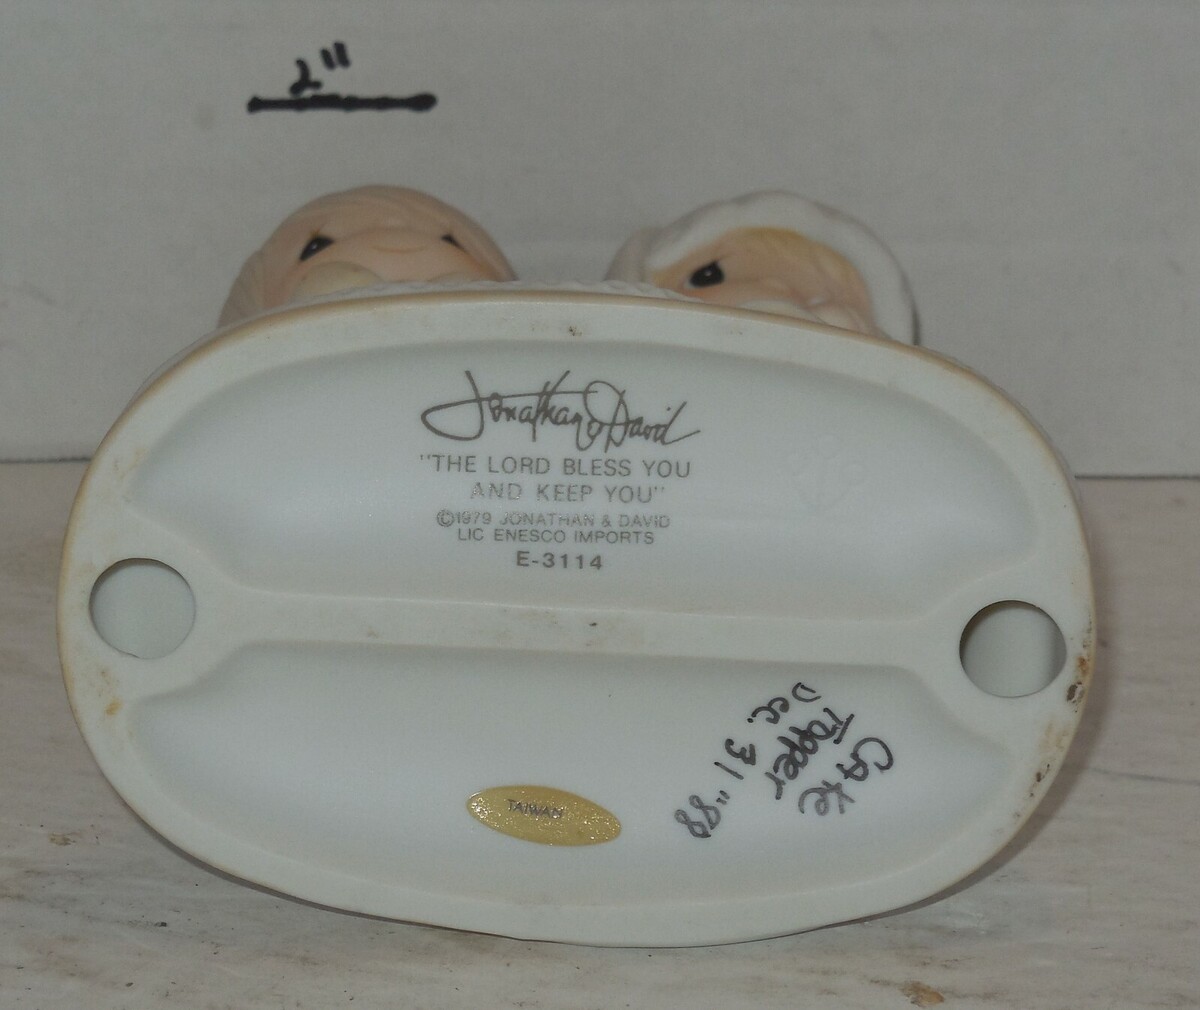 2"
Jonathan & David
"THE LORD BLESS YOU
AND KEEP YOU"
©1979 JONATHAN & DAVID
LIC ENESCO IMPORTS
E-3114
CAKE
Topper
Dec. 31 "88
TAIWAN